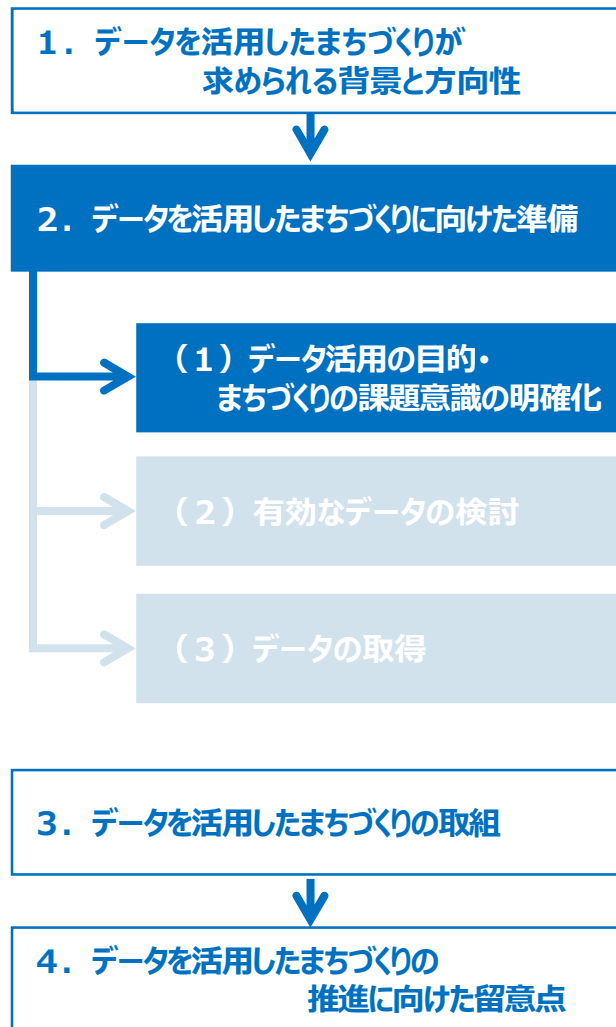 １．データを活用したまちづくりが
求められる背景と方向性
２．データを活用したまちづくりに向けた準備
（１）データ活用の目的・
まちづくりの課題意識の明確化
（２）有効なデータの検討
（３）データの取得
３．データを活用したまちづくりの取組
４．データを活用したまちづくりの
推進に向けた留意点